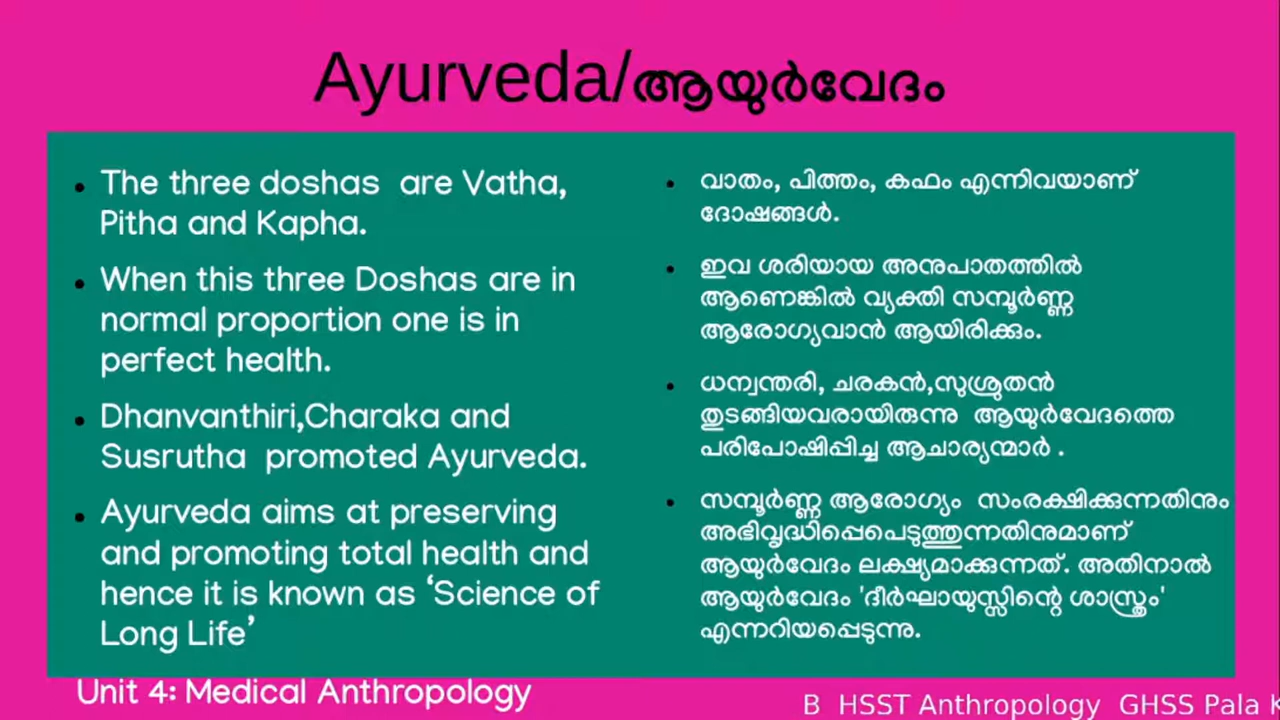 Ayurveda/ആയുർവേദം
The three doshas are Vatha,
Pitha and Kapha.
When this three Doshas are in
normal proportion one is in
perfect health.
Dhanvanthiri,Charaka and
Susrutha promoted Ayurveda.
Ayurveda aims at preserving
and promoting total health and
hence it is known as ‘Science of
Long Life’
വാതം, പിത്തം, കഫം എന്നിവയാണ്
ദോഷങ്ങൾ.
ഇവ ശരിയായ അനുപാതത്തിൽ
ആണെങ്കിൽ വ്യക്തി സമ്പൂർണ്ണ
ആരോഗ്യവാൻ ആയിരിക്കും.
ധന്വന്തരി, ചരകൻ,സുശ്രുതൻ
തുടങ്ങിയവരായിരുന്നു ആയുർവേദത്തെ
പരിപോഷിപ്പിച്ച ആചാര്യന്മാർ .
സമ്പൂർണ്ണ ആരോഗ്യം സംരക്ഷിക്കുന്നതിനും
അഭിവൃദ്ധിപ്പെപെടുത്തുന്നതിനുമാണ്
ആയുർവേദം ലക്ഷ്യമാക്കുന്നത്. അതിനാൽ
ആയുർവേദം 'ദീർഘായുസ്സിന്റെ ശാസ്ത്രം'
എന്നറിയപ്പെടുന്നു.
Unit 4: Medical Anthropology
B HSST Anthropology GHSS Pala K